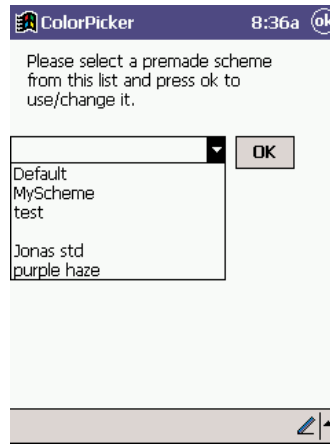 ColorPicker 8:36a ok
Please select a premade scheme
from this list and press ok to
use/change it.
OK
Default
MyScheme
test
Jonas std
purple haze